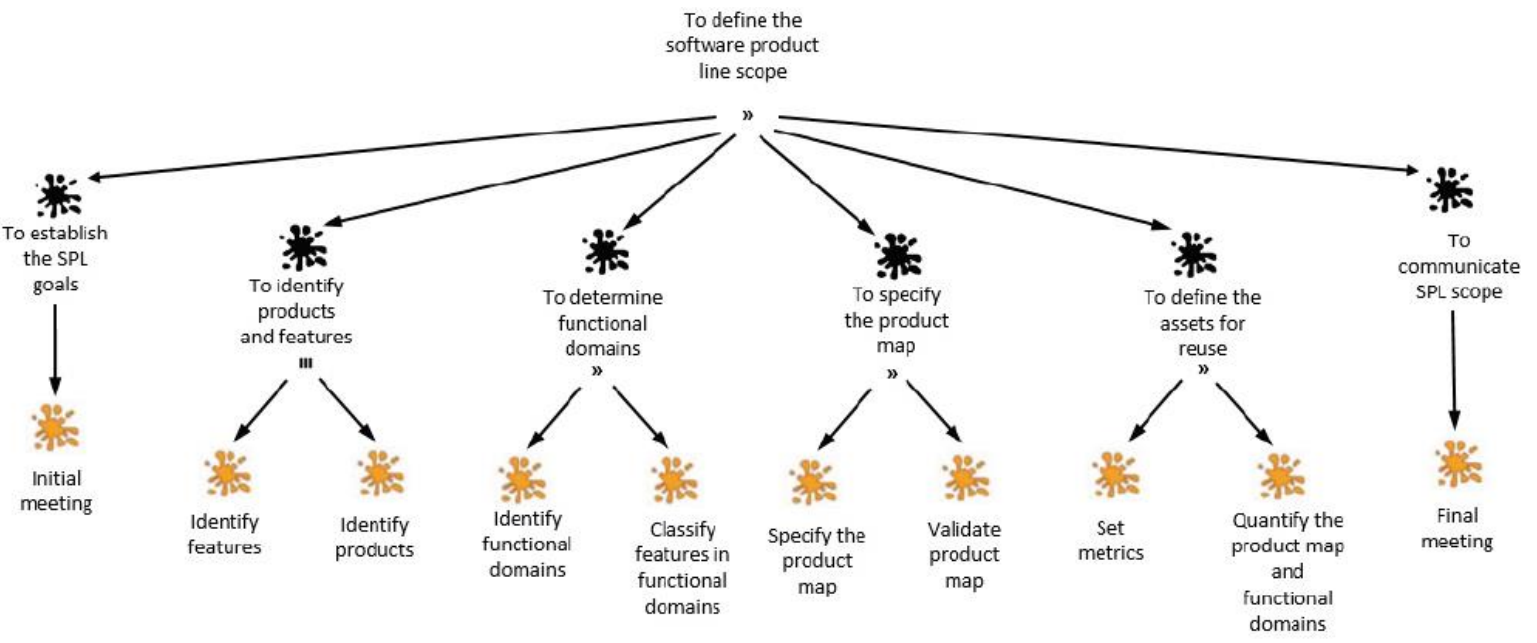 To define the
software product
line scope
»
To establish
the SPL
goals
To identify
products
and features
III
To determine
functional
domains
»
To specify
the product
map
»
To define the
assets for
reuse
»
To
communicate
SPL scope
Initial
meeting
Identify
features
Identify
products
Identify
functional
domains
Classify
features in
functional
domains
Specify the
product
map
Validate
product
map
Set
metrics
Quantify the
product map
and
functional
domains
Final
meeting